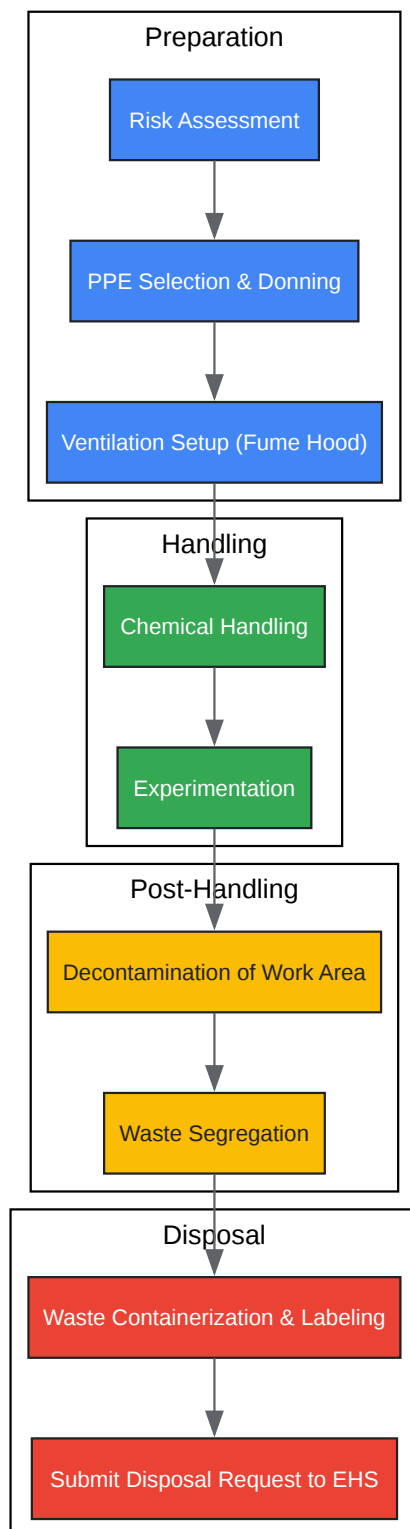 Preparation
Risk Assessment
PPE Selection & Donning
Ventilation Setup (Fume Hood)
Handling
Chemical Handling
Experimentation
Post-Handling
Decontamination of Work Area
Waste Segregation
Disposal
Waste Containerization & Labeling
Submit Disposal Request to EHS